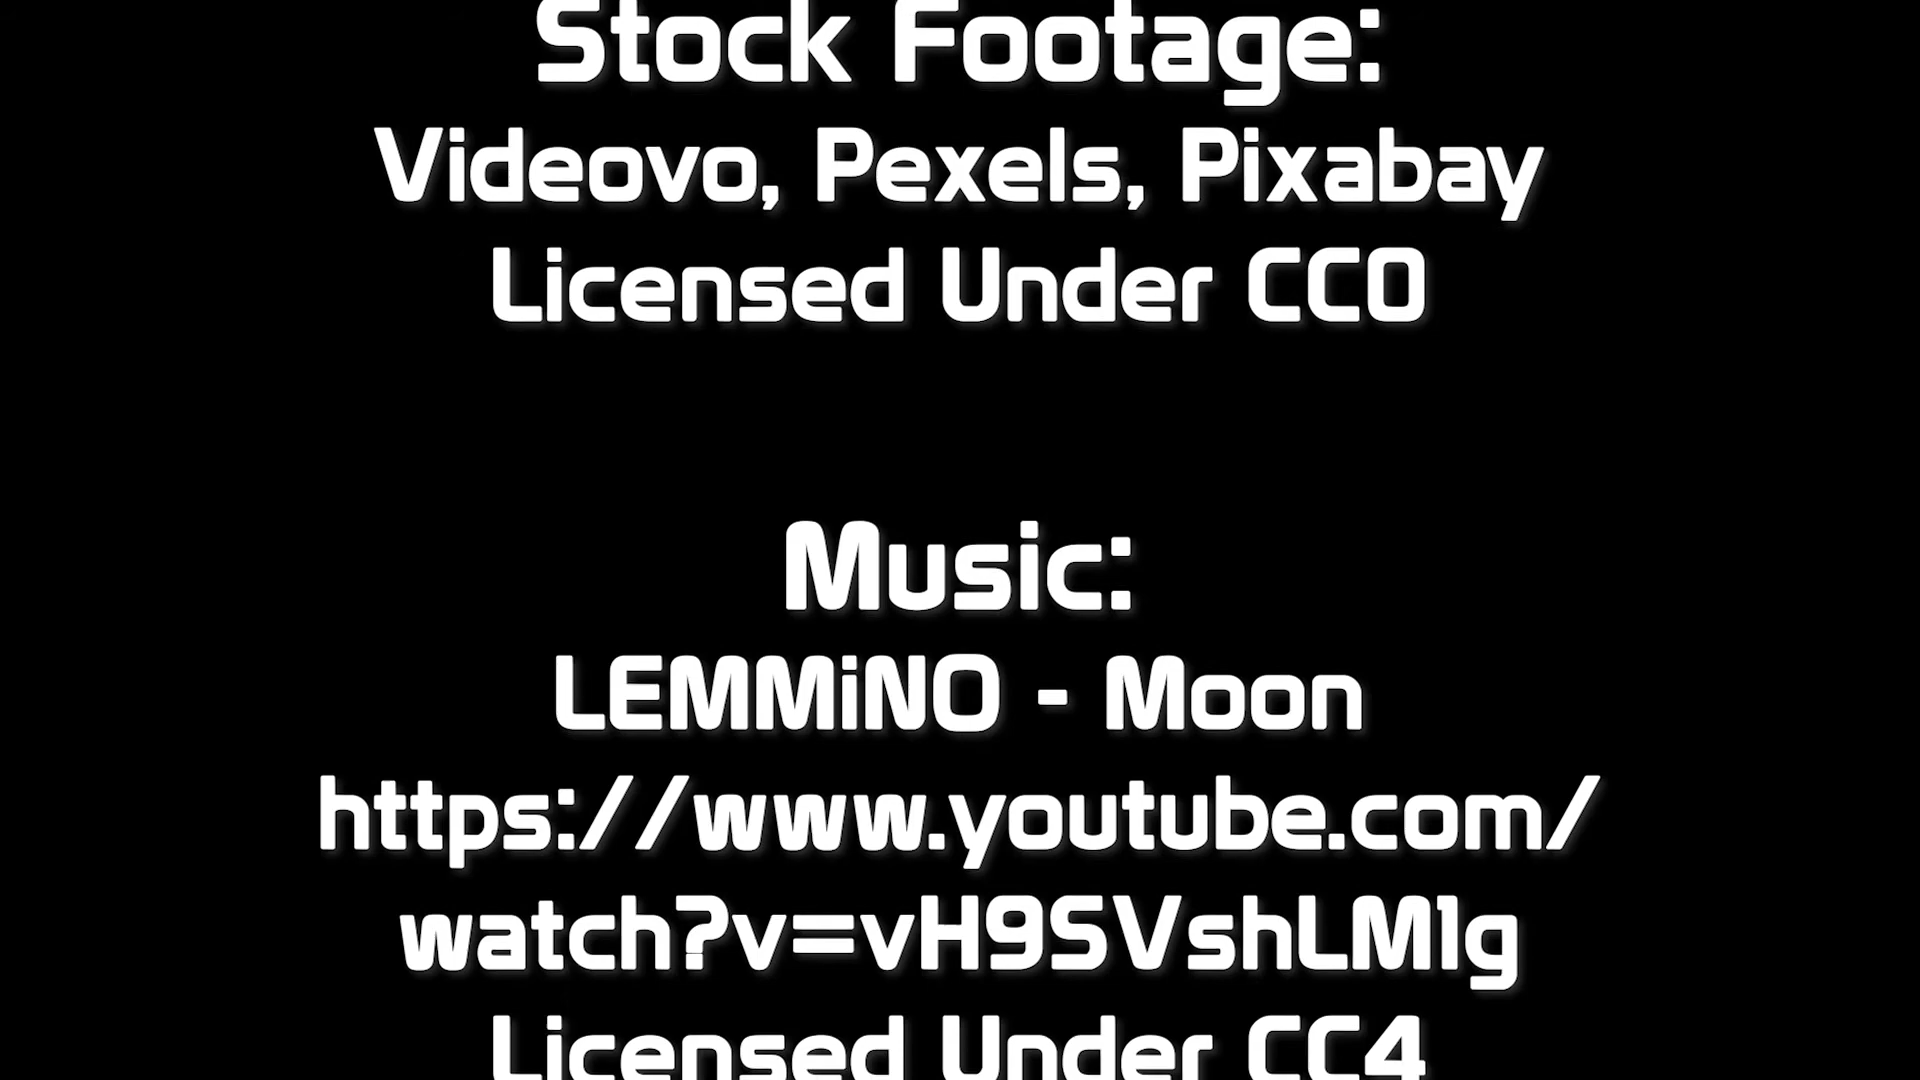 Stock Footage:
Videovo, Pexels, Pixabay
Licensed Under CC0
Music:
LEMMiNO - Moon
https://www.youtube.com/
watch?v=vH9SVshLM1g
Licensed Under CC4